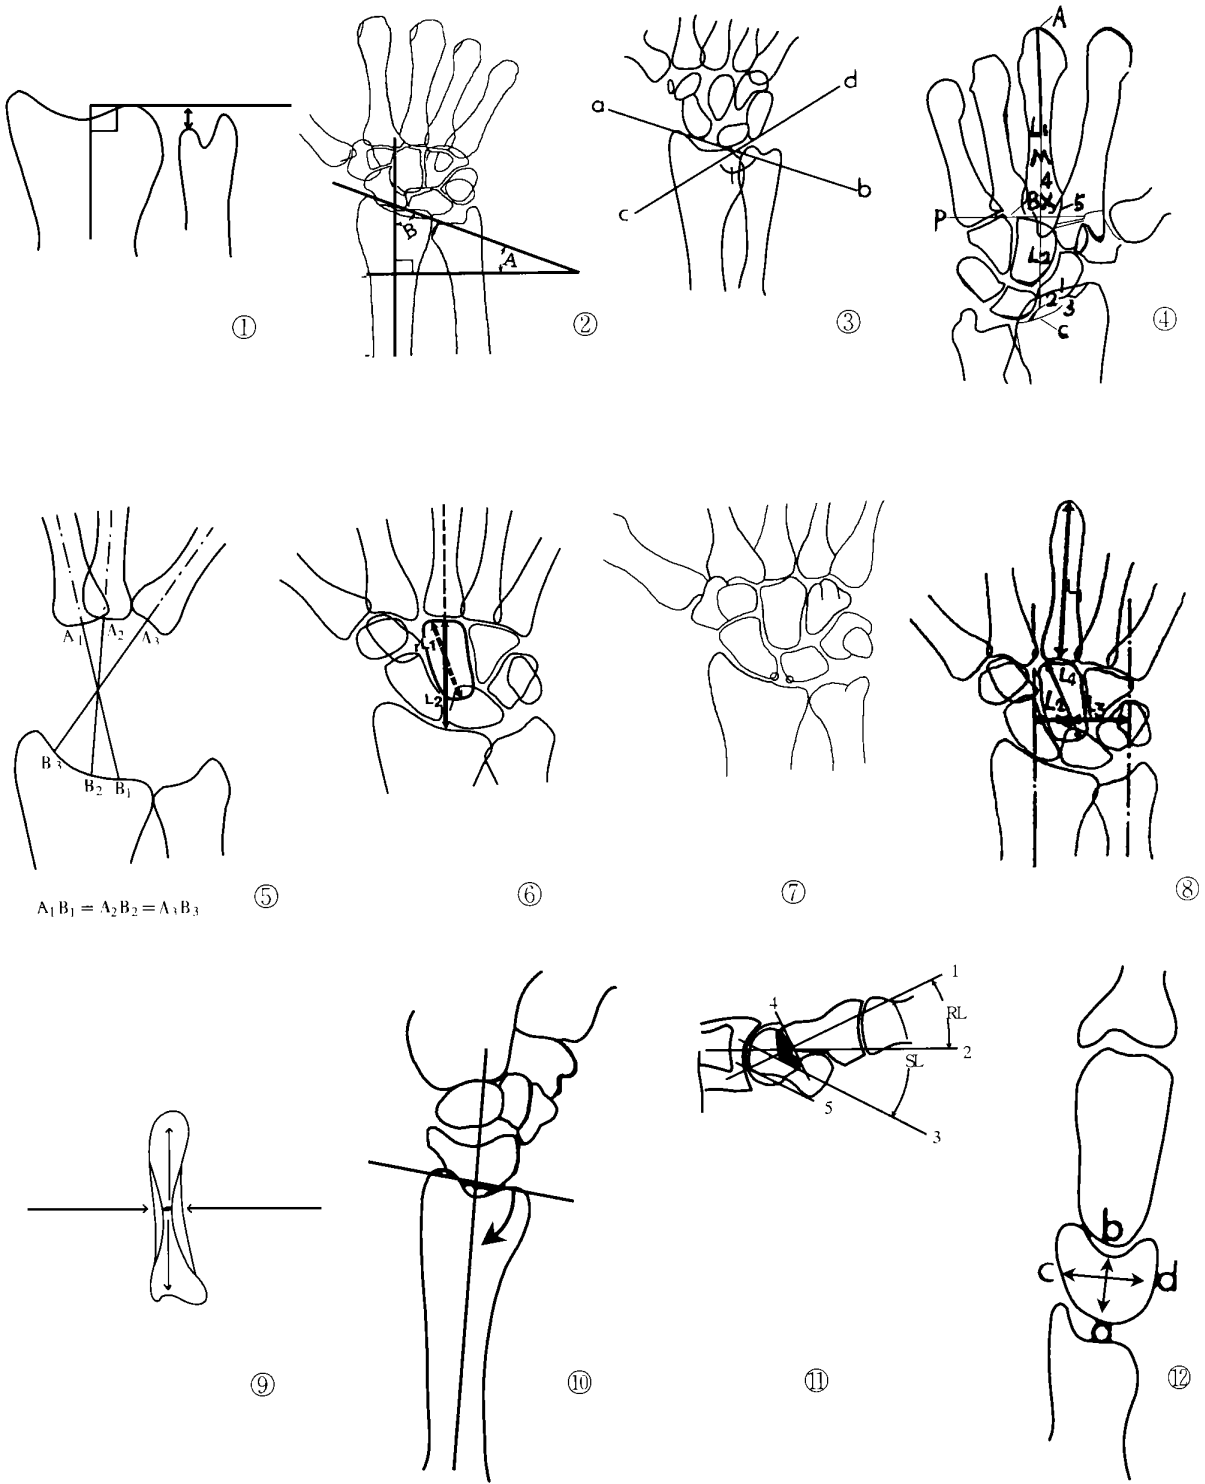 ①
A
B
②
a
b
c
d
③
A
L1
M
4
B
X
5
P
L2
1
2
3
C
④
A₁
A₂
A₃
B₃
B₂
B₁
A₁B₁ = A₂B₂ = A₃B₃
⑤
L1
L2
⑥
⑦
L
L4
L2
L3
⑧
⑨
⑩
4
1
RL
2
SL
5
3
⑪
b
c
d
a
⑫